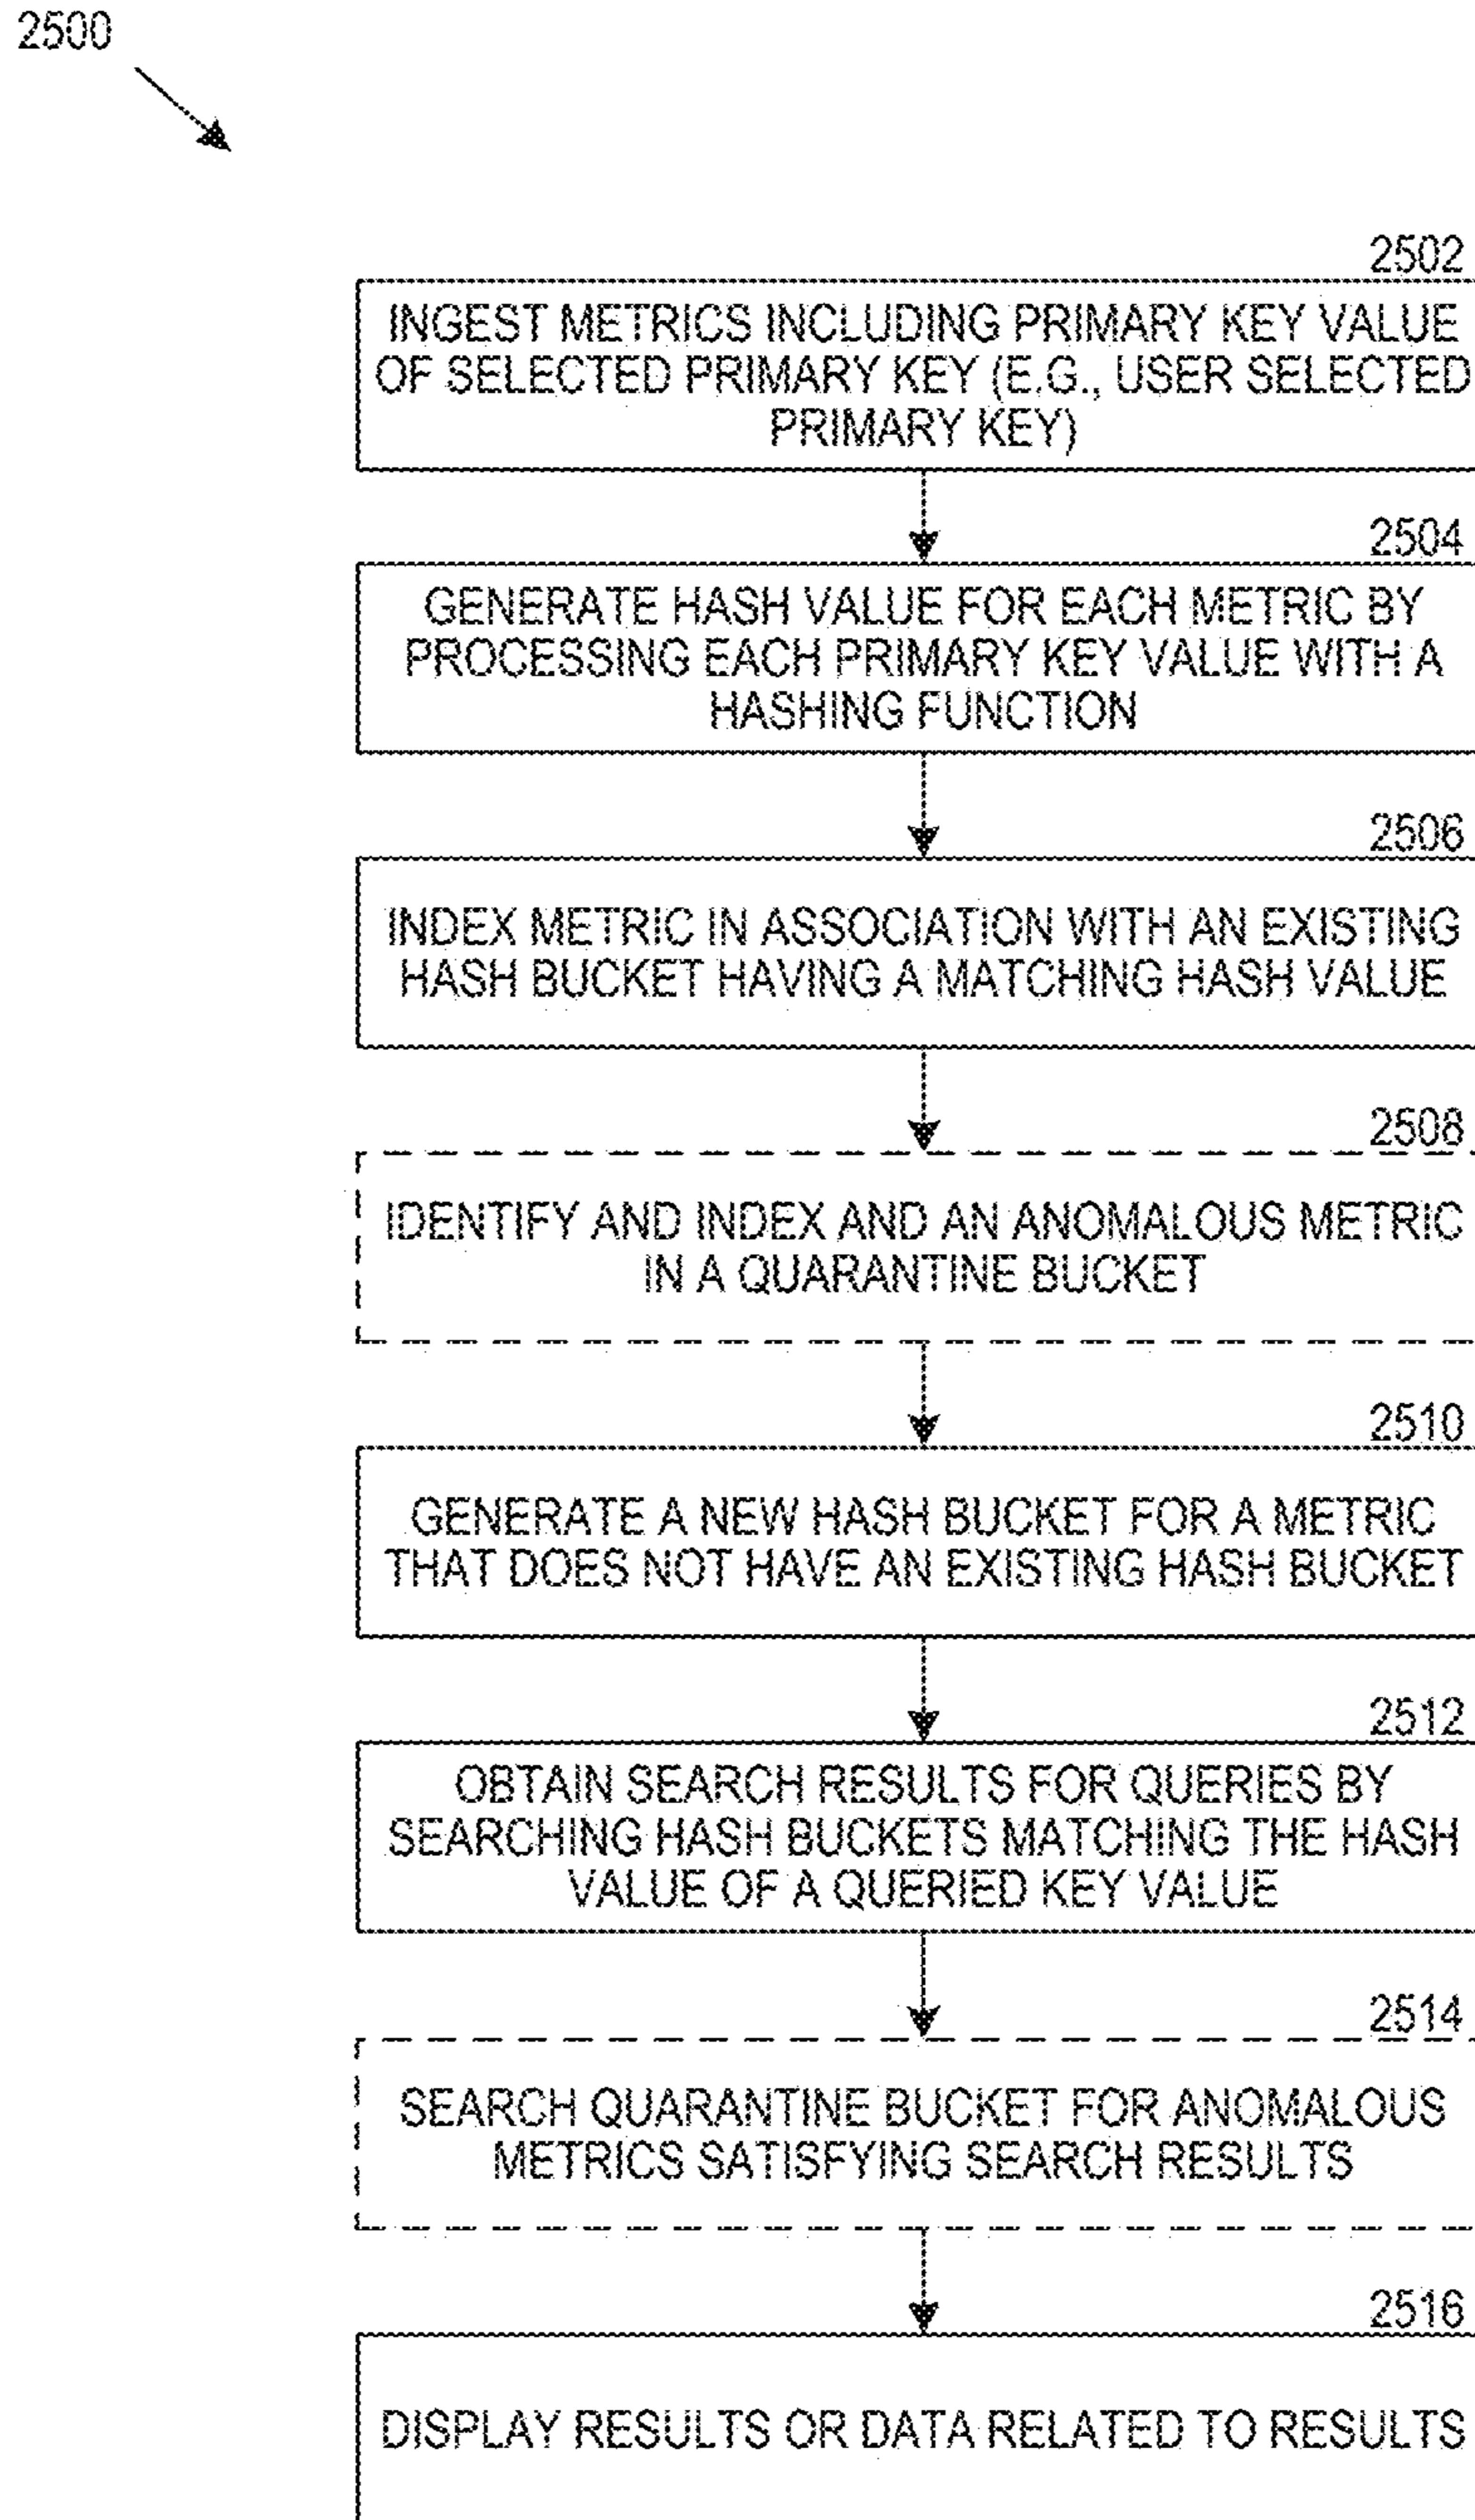 2500
2502
INGEST METRICS INCLUDING PRIMARY KEY VALUE
OF SELECTED PRIMARY KEY (E.G., USER SELECTED
PRIMARY KEY)
2504
GENERATE HASH VALUE FOR EACH METRIC BY
PROCESSING EACH PRIMARY KEY VALUE WITH A
HASHING FUNCTION
2506
INDEX METRIC IN ASSOCIATION WITH AN EXISTING
HASH BUCKET HAVING A MATCHING HASH VALUE
2508
IDENTIFY AND INDEX AND AN ANOMALOUS METRIC
IN A QUARANTINE BUCKET
2510
GENERATE A NEW HASH BUCKET FOR A METRIC
THAT DOES NOT HAVE AN EXISTING HASH BUCKET
2512
OBTAIN SEARCH RESULTS FOR QUERIES BY
SEARCHING HASH BUCKETS MATCHING THE HASH
VALUE OF A QUERIED KEY VALUE
2514
SEARCH QUARANTINE BUCKET FOR ANOMALOUS
METRICS SATISFYING SEARCH RESULTS
2516
DISPLAY RESULTS OR DATA RELATED TO RESULTS